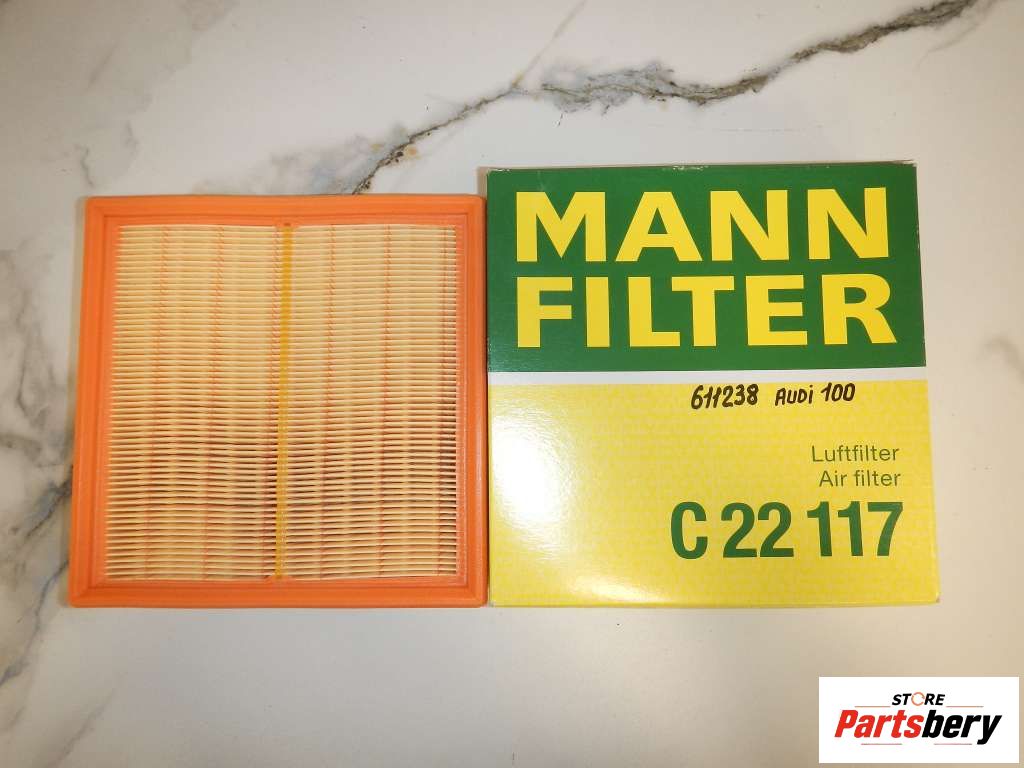 MANN
FILTER
611238 AUDI 100
Luftfilter
Air filter
C 22 117
STORE
Partsbery